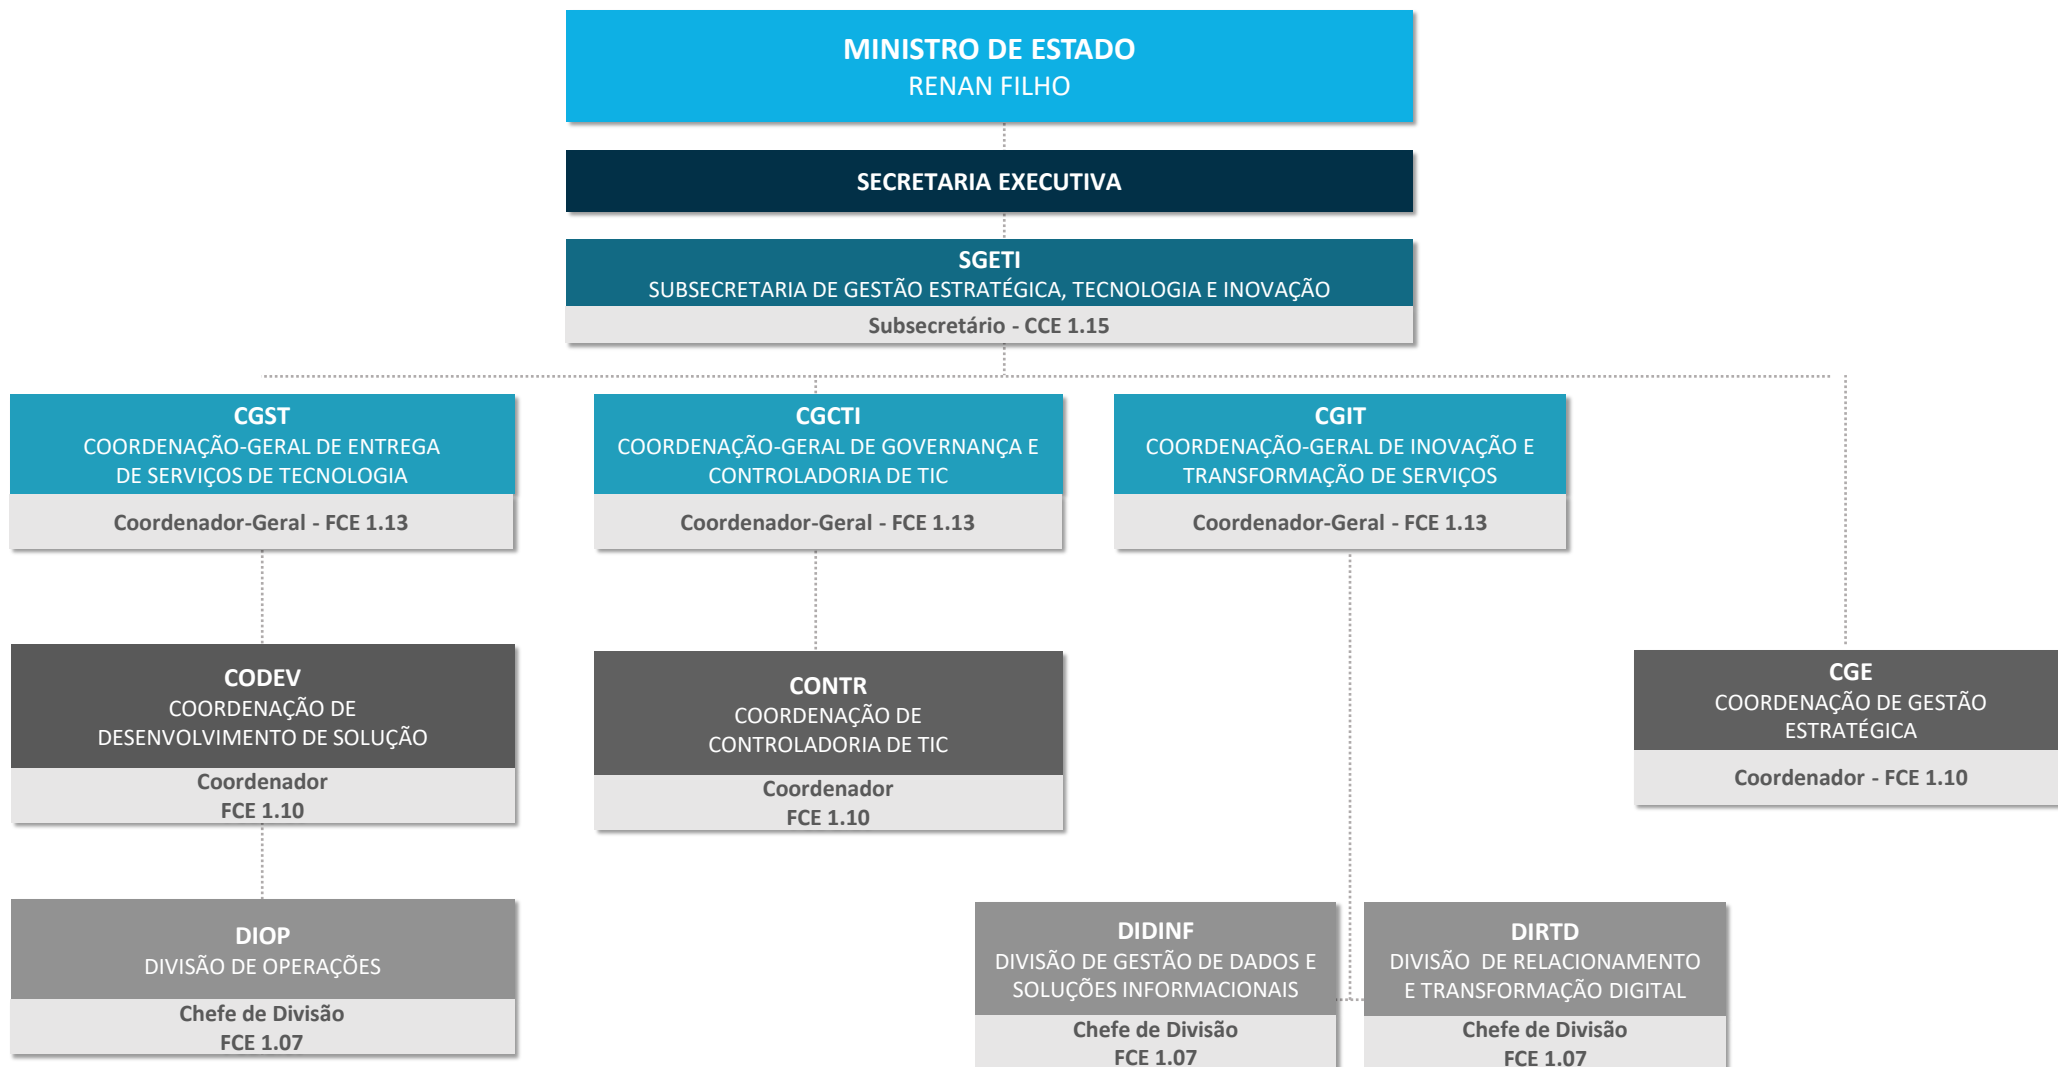 MINISTRO DE ESTADO
RENAN FILHO
SECRETARIA EXECUTIVA
SGETI
SUBSECRETARIA DE GESTÃO ESTRATÉGICA, TECNOLOGIA E INOVAÇÃO
Subsecretário - CCE 1.15
CGST
COORDENAÇÃO-GERAL DE ENTREGA
DE SERVIÇOS DE TECNOLOGIA
Coordenador-Geral - FCE 1.13
CGCTI
COORDENAÇÃO-GERAL DE GOVERNANÇA E
CONTROLADORIA DE TIC
Coordenador-Geral - FCE 1.13
CGIT
COORDENAÇÃO-GERAL DE INOVAÇÃO E
TRANSFORMAÇÃO DE SERVIÇOS
Coordenador-Geral - FCE 1.13
CODEV
COORDENAÇÃO DE
DESENVOLVIMENTO DE SOLUÇÃO
Coordenador
FCE 1.10
CONTR
COORDENAÇÃO DE
CONTROLADORIA DE TIC
Coordenador
FCE 1.10
CGE
COORDENAÇÃO DE GESTÃO
ESTRATÉGICA
Coordenador - FCE 1.10
DIOP
DIVISÃO DE OPERAÇÕES
Chefe de Divisão
FCE 1.07
DIDINF
DIVISÃO DE GESTÃO DE DADOS E
SOLUÇÕES INFORMACIONAIS
Chefe de Divisão
FCE 1.07
DIRTD
DIVISÃO  DE RELACIONAMENTO
E TRANSFORMAÇÃO DIGITAL
Chefe de Divisão
FCE 1.07